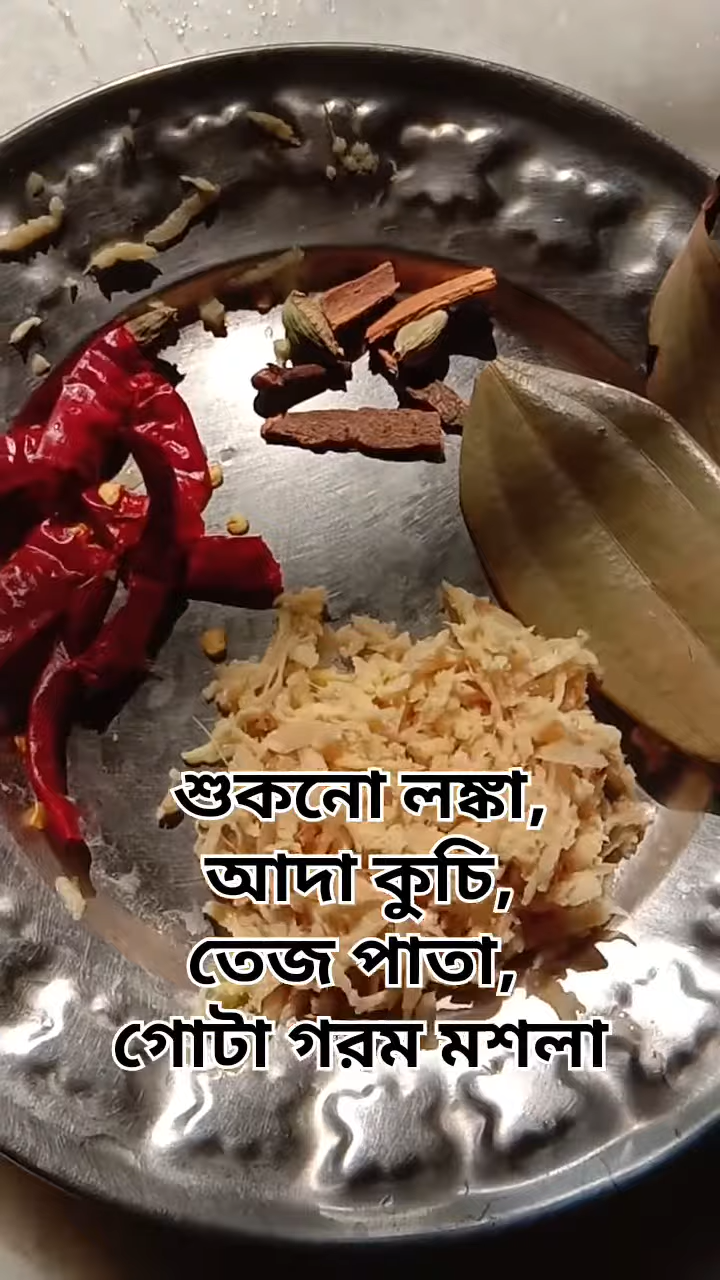 শুকনো লঙ্কা,
আদা কুচি,
তেজ পাতা,
গোটা গরম মশলা